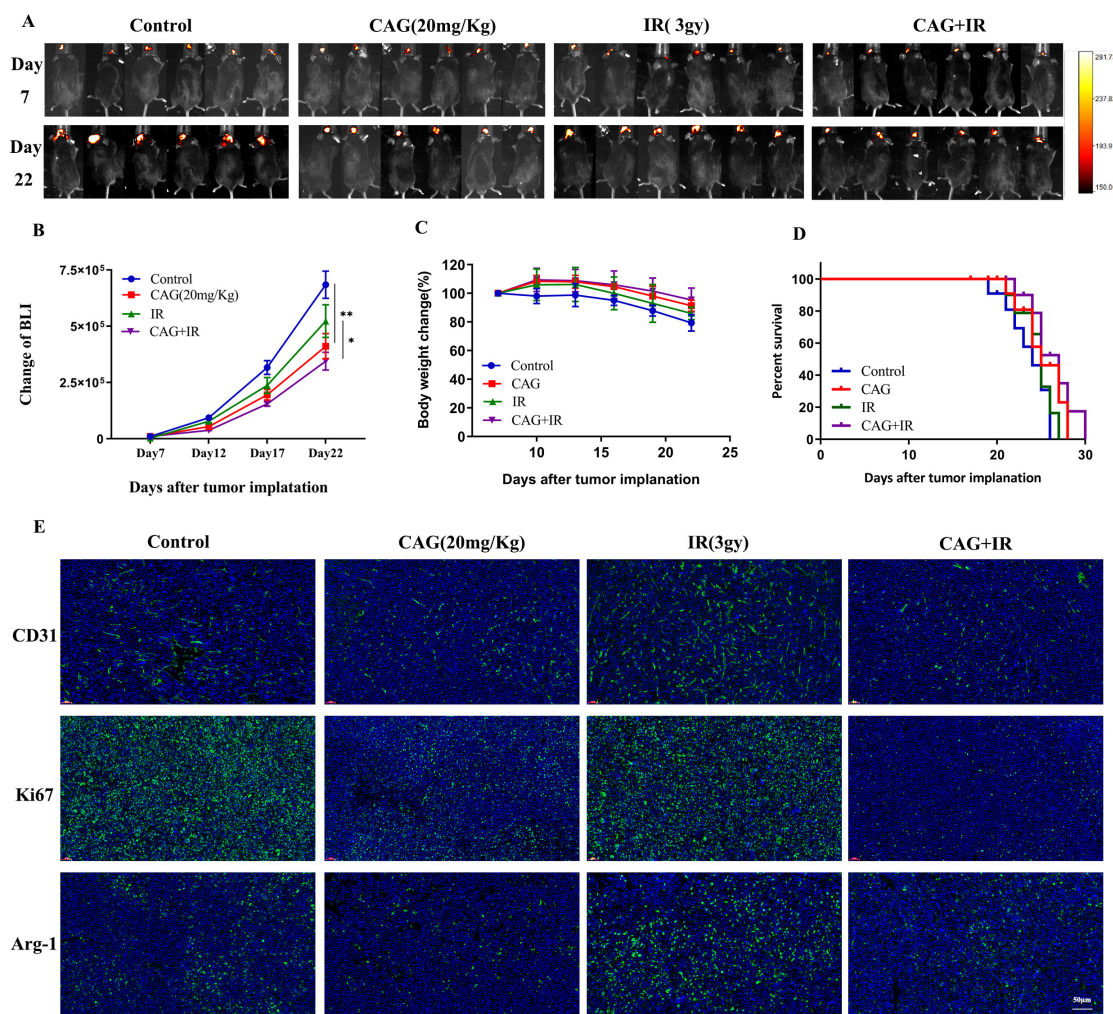 A
Control
CAG(20mg/Kg)
IR( 3gy)
CAG+IR
Day
7
Day
22
281.7
237.8
193.9
150.0
B
Change of BLI
7.5×10⁵
5×10⁵
2.5×10⁵
0
Control
CAG(20mg/Kg)
IR
CAG+IR
**
*
Day7
Day12
Day17
Day22
Days after tumor implatation
C
Body weight change(%)
120
100
80
60
40
20
0
Control
CAG
IR
CAG+IR
10
15
20
25
Days after tumor implanation
D
Percent survival
100
80
60
40
20
0
Control
CAG
IR
CAG+IR
0
10
20
30
Days after tumor implanation
E
Control
CAG(20mg/Kg)
IR(3gy)
CAG+IR
CD31
Ki67
Arg-1
50μm